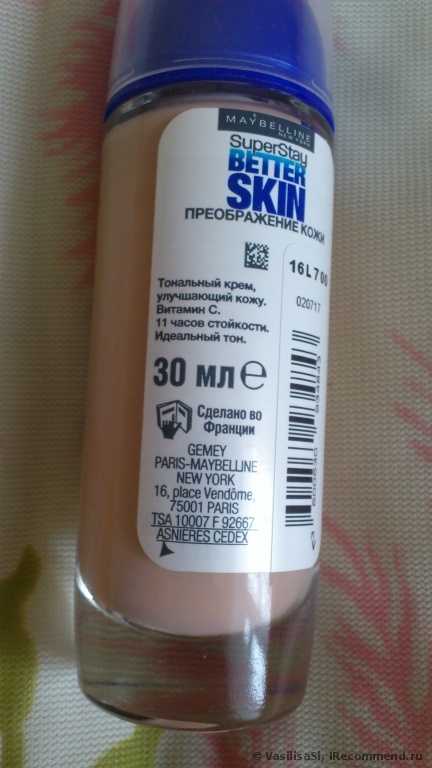 MAYBELLINE
NEW YORK
SuperStay
BETTER
SKIN
ПРЕОБРАЖЕНИЕ КОЖИ
16L700
020717
Тональный крем,
улучшающий кожу.
Витамин С.
11 часов стойкости.
Идеальный тон.
30 мл e
Сделано во
Франции
GEMEY
PARIS-MAYBELLINE
NEW YORK
16, place Vendôme,
75001 PARIS
TSA 10007 F 92667
ASNIÈRES CEDEX
© VasilisaSl, iRecommend.ru